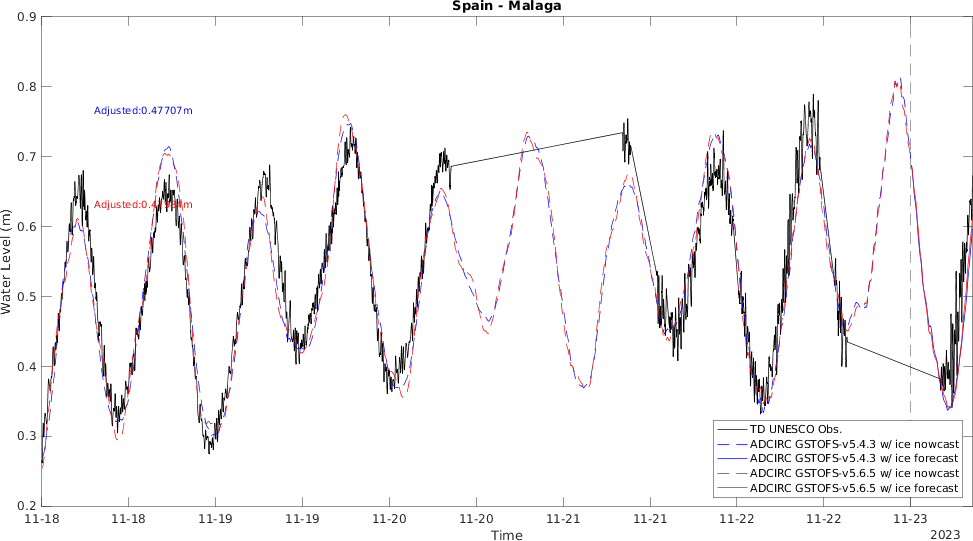 Spain - Malaga
0.9
0.8
0.7
0.6
0.5
0.4
0.3
0.2
Water Level (m)
Adjusted:0.47707m
TD UNESCO Obs.
ADCIRC GSTOFS-v5.4.3 w/ ice nowcast
ADCIRC GSTOFS-v5.4.3 w/ ice forecast
ADCIRC GSTOFS-v5.6.5 w/ ice nowcast
ADCIRC GSTOFS-v5.6.5 w/ ice forecast
11-18 11-18 11-19 11-19 11-20 11-20 11-21 11-21 11-22 11-22 11-23
Time
2023